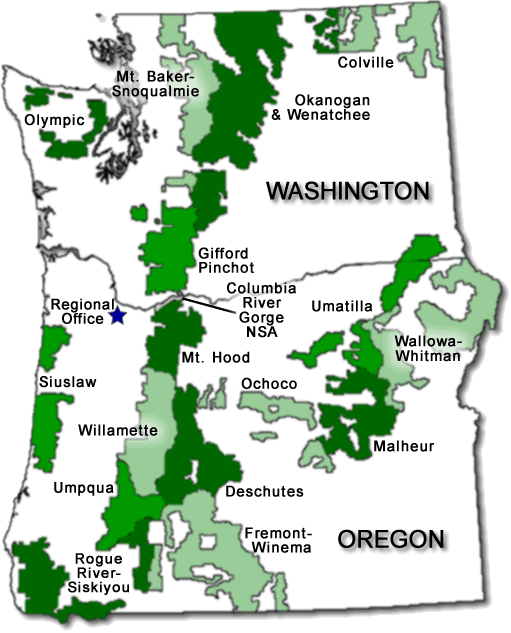 Colville
Mt. Baker-
Snoqualmie
Okanogan
& Wenatchee
Olympic
WASHINGTON
Gifford
Pinchot
Columbia
River
Gorge
NSA
Regional
Office
Umatilla
Wallowa-
Whitman
Mt. Hood
Siuslaw
Ochoco
Willamette
Malheur
Umpqua
Deschutes
Fremont-
Winema
OREGON
Rogue
River-
Siskiyou